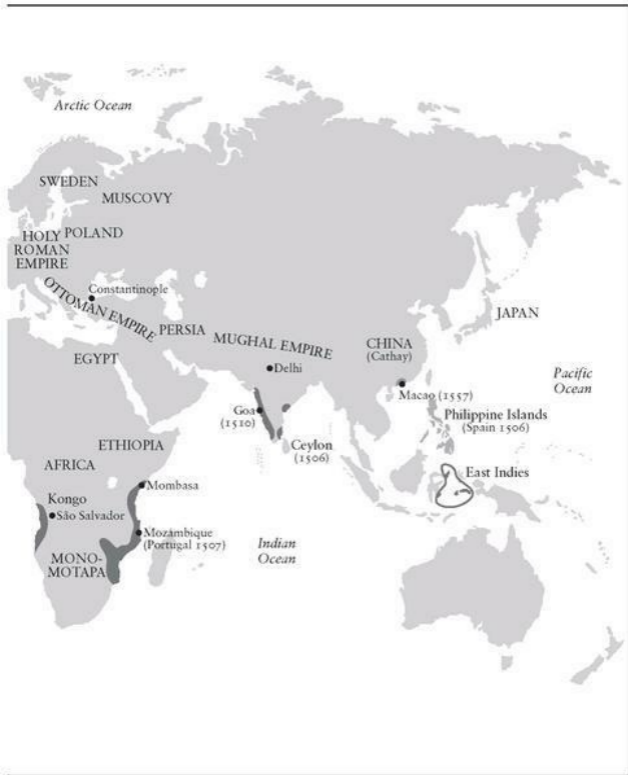 Arctic Ocean
SWEDEN
MUSCOVY
HOLY
ROMAN
EMPIRE
POLAND
Constantinople
OTTOMAN EMPIRE
PERSIA
MUGHAL EMPIRE
EGYPT
Delhi
CHINA
(Cathay)
JAPAN
Pacific
Ocean
Macao (1557)
Goa
(1510)
Philippine Islands
(Spain 1506)
Ceylon
(1506)
ETHIOPIA
AFRICA
East Indies
Mombasa
Kongo
São Salvador
Mozambique
(Portugal 1507)
Indian
Ocean
MONO-
MOTAPA